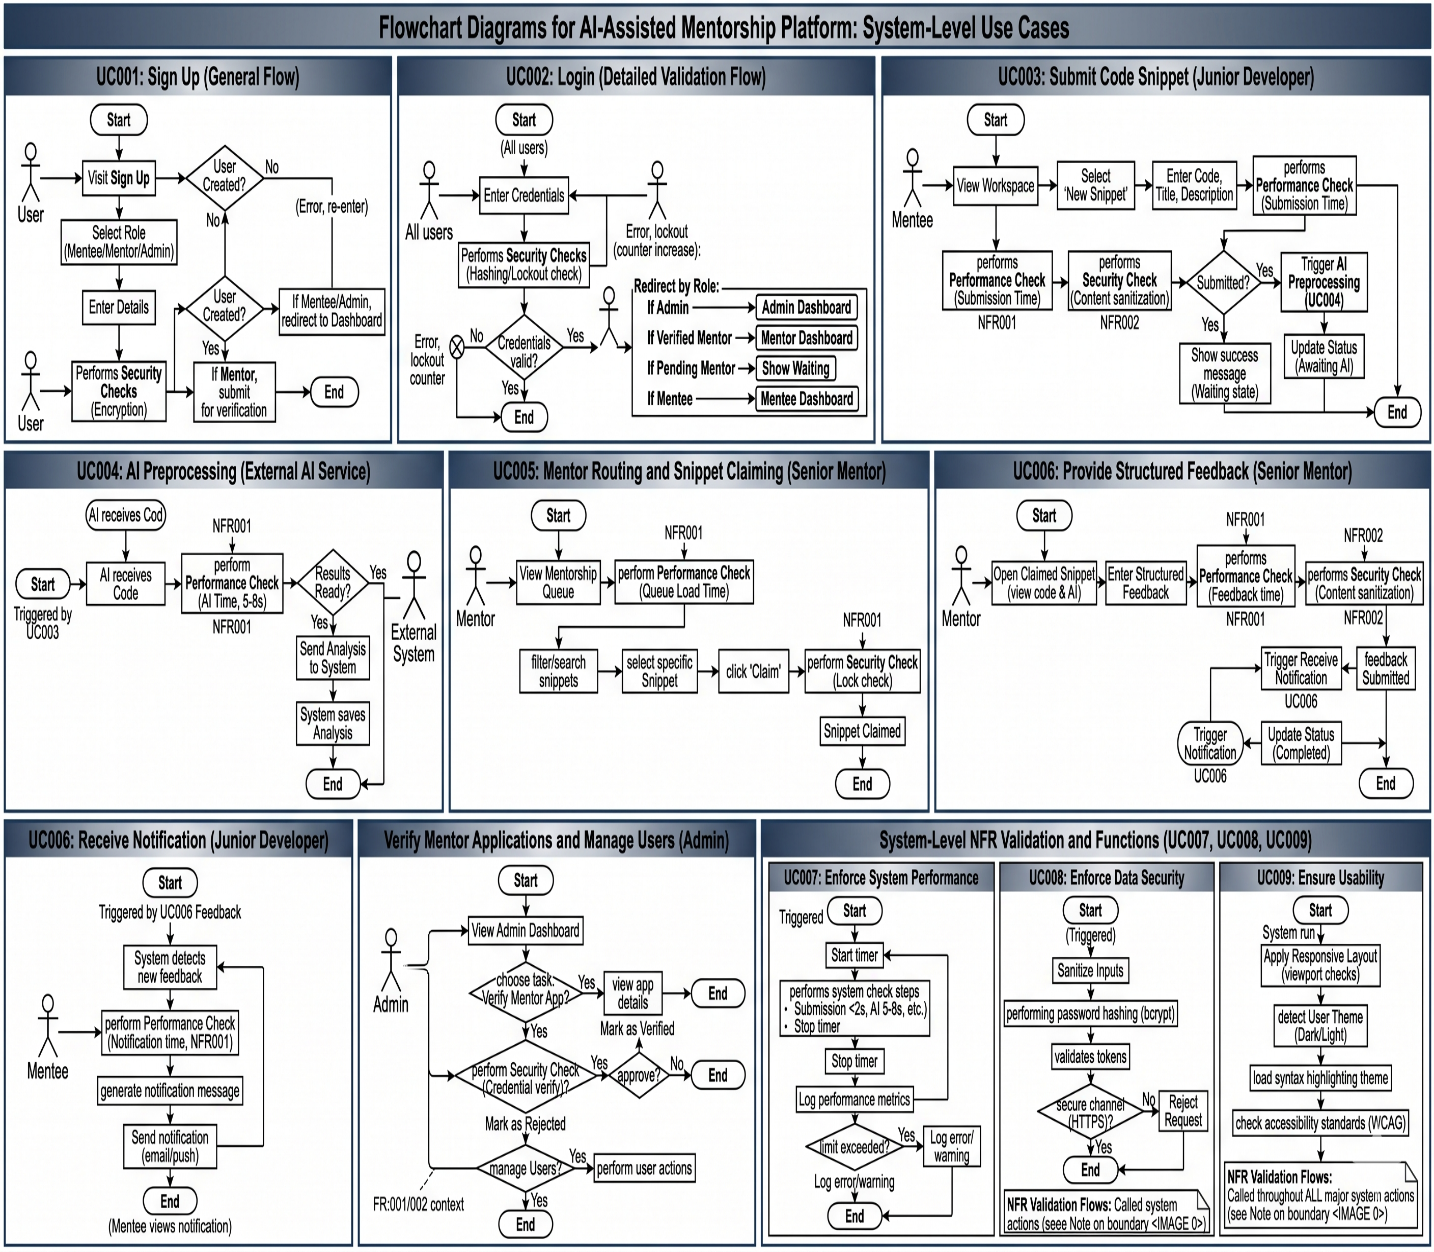 Flowchart Diagrams for AI-Assisted Mentorship Platform: System-Level Use Cases
UC001: Sign Up (General Flow)
Start
User
Visit Sign Up
User
Created?
No
(Error, re-enter)
No
Select Role
(Mentee/Mentor/Admin)
Enter Details
User
Created?
If Mentee/Admin,
redirect to Dashboard
Yes
User
Performs Security
Checks
(Encryption)
If Mentor,
submit
for verification
End
UC002: Login (Detailed Validation Flow)
Start
(All users)
All users
Enter Credentials
Error, lockout
(counter increase):
Performs Security Checks
(Hashing/Lockout check)
Error,
lockout
counter
No
Credentials
valid?
Yes
Yes
End
Redirect by Role:
If Admin
Admin Dashboard
If Verified Mentor
Mentor Dashboard
If Pending Mentor
Show Waiting
If Mentee
Mentee Dashboard
UC003: Submit Code Snippet (Junior Developer)
Start
Mentee
View Workspace
Select
'New Snippet'
Enter Code,
Title, Description
performs
Performance Check
(Submission Time)
performs
Performance Check
(Submission Time)
NFR001
performs
Security Check
(Content sanitization)
NFR002
Submitted?
Yes
Trigger AI
Preprocessing
(UC004)
Yes
Show success
message
(Waiting state)
Update Status
(Awaiting AI)
End
UC004: AI Preprocessing (External AI Service)
AI receives Cod
Start
Triggered by
UC003
AI receives
Code
NFR001
perform
Performance Check
(AI Time, 5-8s)
NFR001
Results
Ready?
Yes
External
System
Yes
Send Analysis
to System
System saves
Analysis
End
UC005: Mentor Routing and Snippet Claiming (Senior Mentor)
Start
Mentor
View Mentorship
Queue
NFR001
perform Performance Check
(Queue Load Time)
filter/search
snippets
select specific
Snippet
click 'Claim'
NFR001
perform Security Check
(Lock check)
Snippet Claimed
End
UC006: Provide Structured Feedback (Senior Mentor)
Start
Mentor
Open Claimed Snippet
(view code & AI)
Enter Structured
Feedback
NFR001
performs
Performance Check
(Feedback time)
NFR001
NFR002
performs Security Check
(Content sanitization)
NFR002
Trigger Receive
Notification
UC006
feedback
Submitted
Trigger
Notification
UC006
Update Status
(Completed)
End
UC006: Receive Notification (Junior Developer)
Start
Triggered by UC006 Feedback
System detects
new feedback
Mentee
perform Performance Check
(Notification time, NFR001)
generate notification message
Send notification
(email/push)
End
(Mentee views notification)
Verify Mentor Applications and Manage Users (Admin)
Start
Admin
View Admin Dashboard
choose task.
Verify Mentor App?
Yes
view app
details
End
Yes
Mark as Verified
perform Security Check
(Credential verify)?
Yes
approve?
No
End
Mark as Rejected
manage Users?
Yes
perform user actions
FR:001/002 context
Yes
End
System-Level NFR Validation and Functions (UC007, UC008, UC009)
UC007: Enforce System Performance
Triggered
Start
Start timer
performs system check steps
• Submission <2s, AI 5-8s, etc.)
• Stop timer
Stop timer
Log performance metrics
limit exceeded?
Yes
Log error/
warning
Log error/warning
End
UC008: Enforce Data Security
Start
(Triggered)
Sanitize Inputs
performing password hashing (bcrypt)
validates tokens
secure channel
(HTTPS)?
No
Reject
Request
Yes
End
NFR Validation Flows: Called system
actions (seee Note on boundary <IMAGE 0>)
UC009: Ensure Usability
Start
System run
Apply Responsive Layout
(viewport checks)
detect User Theme
(Dark/Light)
load syntax highlighting theme
check accessibility standards (WCAG)
NFR Validation Flows:
Called throughout ALL major system actions
(see Note on boundary <IMAGE 0>)